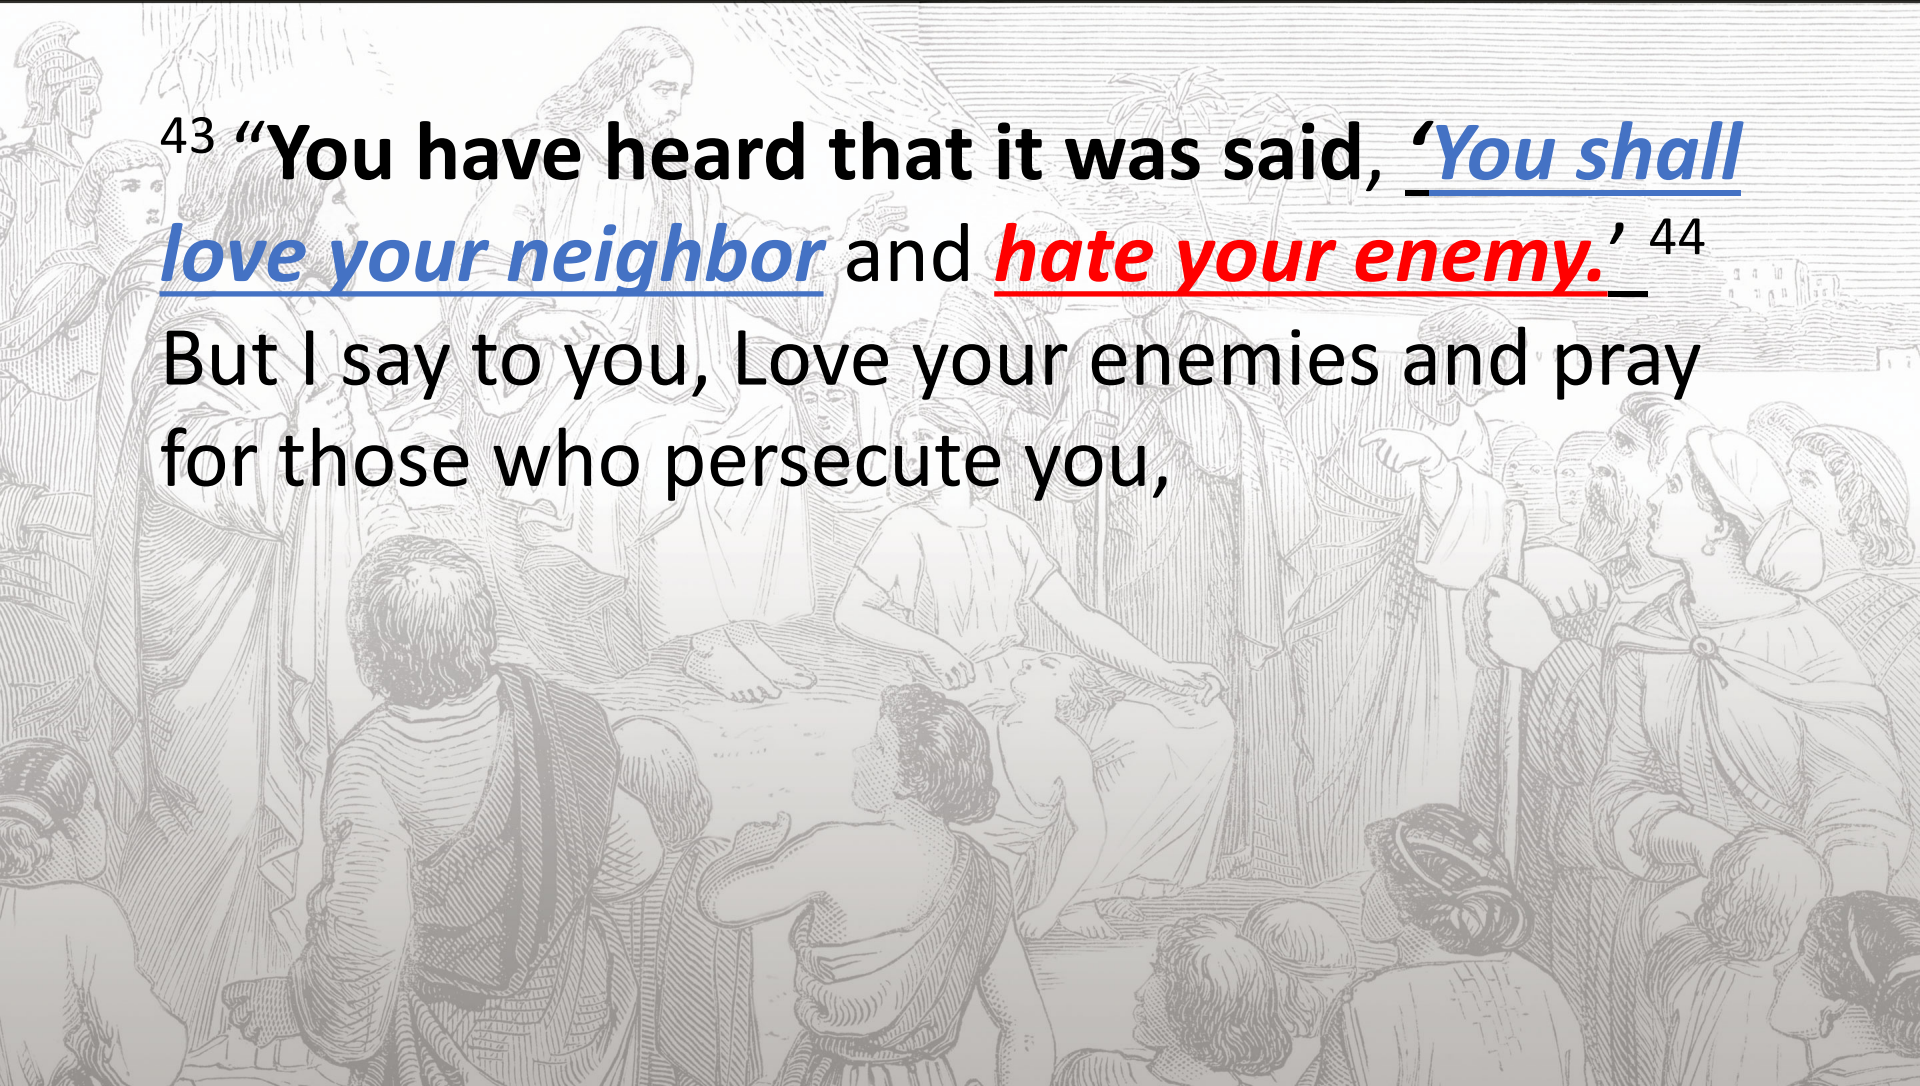 43 “You have heard that it was said, ‘You shall
love your neighbor and hate your enemy.’ 44
But I say to you, Love your enemies and pray
for those who persecute you,